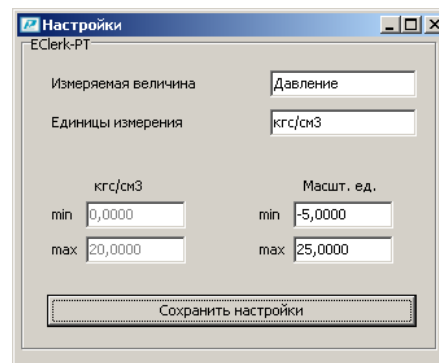 Настройки
EClerk-PT
Измеряемая величина Давление
Единицы измерения кгс/см3
кгс/см3 Масшт. ед.
min 0,0000 min -5,0000
max 20,0000 max 25,0000
Сохранить настройки